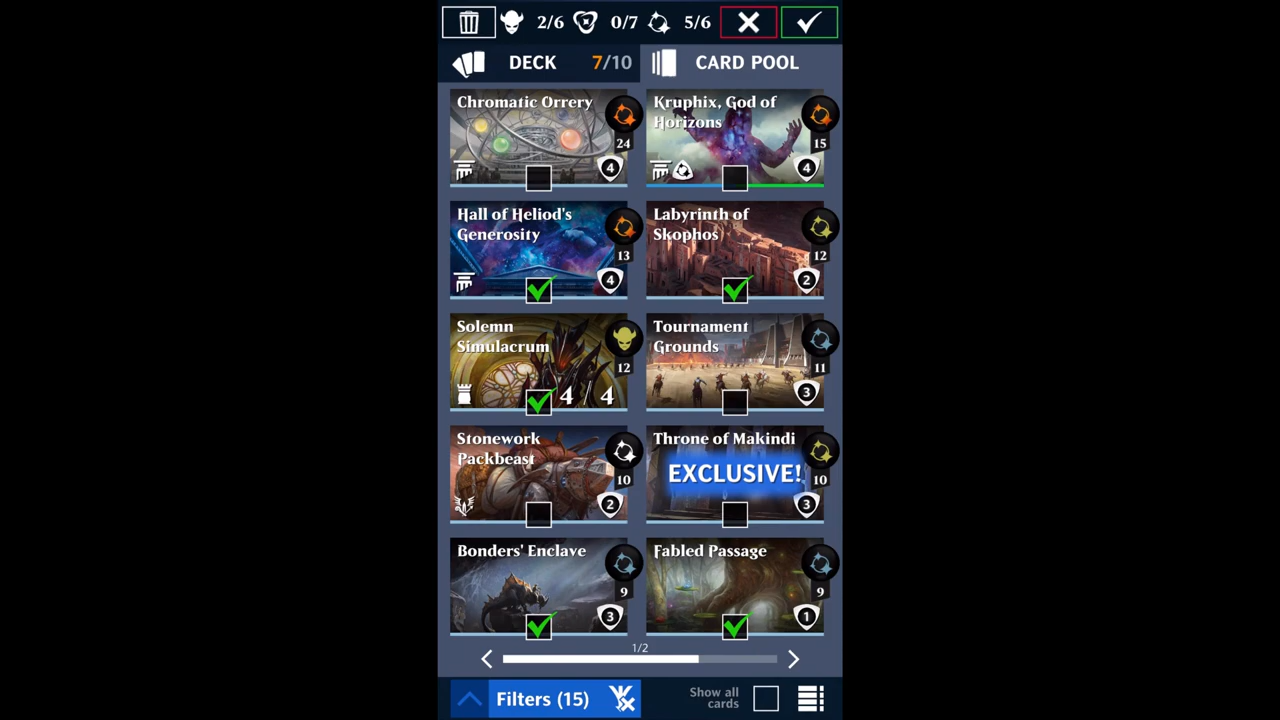 2/6 0/7 5/6
DECK 7/10 CARD POOL
Chromatic Orrery
24
4
Kruphix, God of
Horizons
15
4
Hall of Heliod's
Generosity
13
4
Labyrinth of
Skophos
12
2
Solemn
Simulacrum
12
4 / 4
Tournament
Grounds
11
3
Stonework
Packbeast
10
2
Throne of Makindi
EXCLUSIVE!
10
3
Bonders' Enclave
9
3
Fabled Passage
9
1
1/2
Filters (15)
Show all
cards